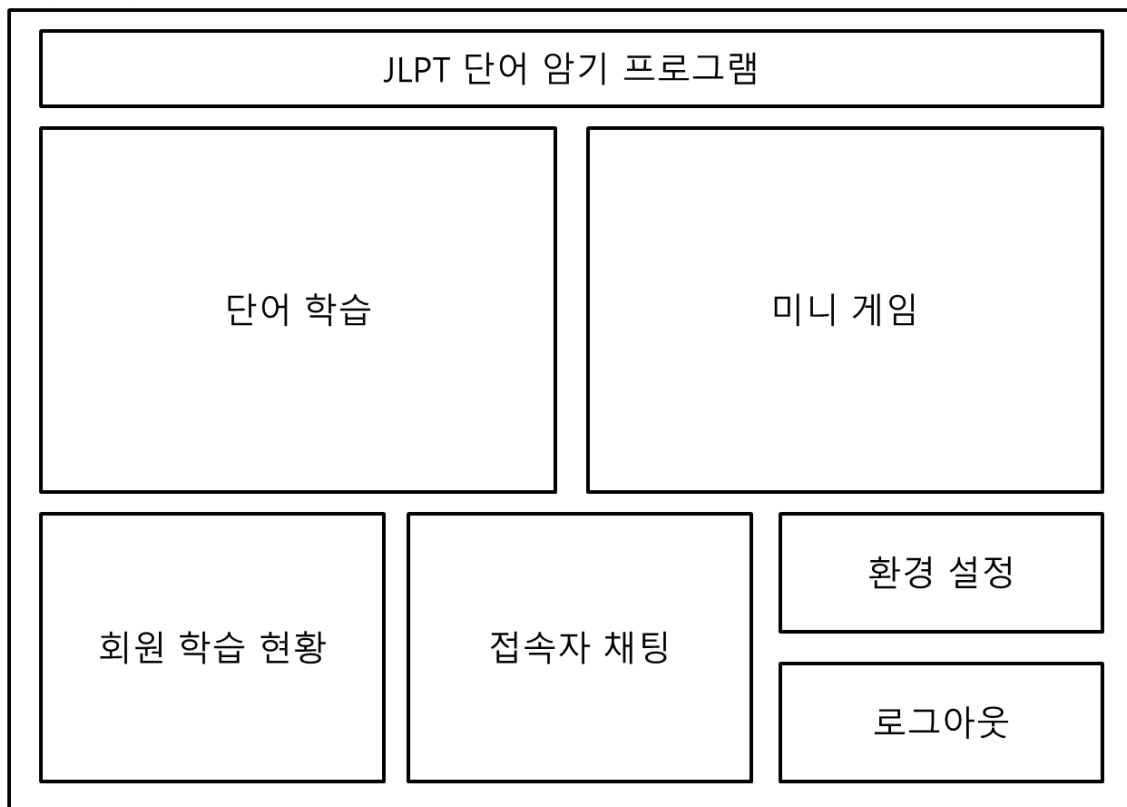 JLPT 단어 암기 프로그램
단어 학습
미니 게임
회원 학습 현황
접속자 채팅
환경 설정
로그아웃